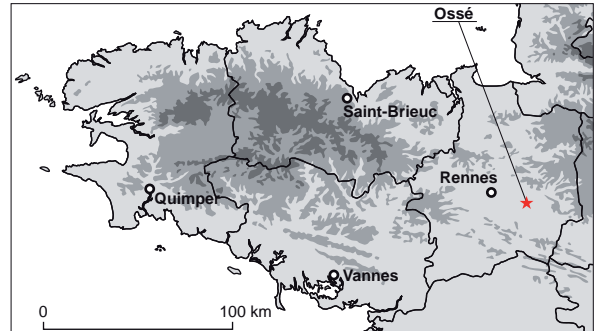 Ossé
Saint-Brieuc
Rennes
Quimper
Vannes
0 100 km